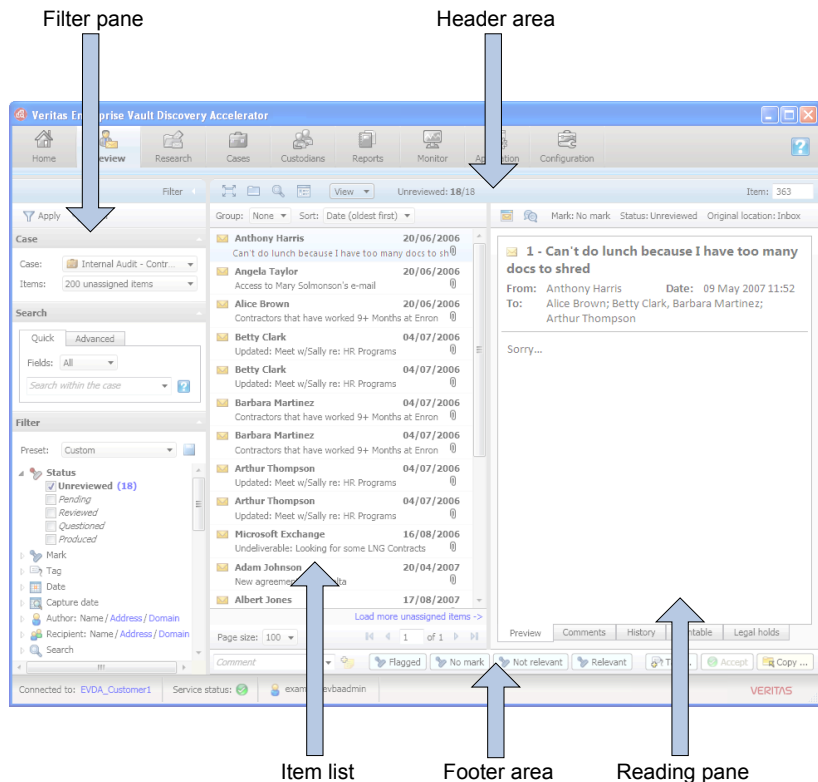 Filter pane
Header area
Veritas Enterprise Vault Discovery Accelerator
Home
Review
Research
Cases
Custodians
Reports
Monitor
Application
Configuration
?
Filter
View
Unreviewed: 18/18
Item: 363
Apply
Group: None Sort: Date (oldest first)
Mark: No mark Status: Unreviewed Original location: Inbox
Case
Case: Internal Audit - Contr...
Items: 200 unassigned items
Search
Quick Advanced
Fields: All
Search within the case ?
Filter
Preset: Custom
Status
Unreviewed (18)
Pending
Reviewed
Questioned
Produced
Mark
Tag
Date
Capture date
Author: Name / Address / Domain
Recipient: Name / Address / Domain
Search
Anthony Harris 20/06/2006
Can't do lunch because I have too many docs to sh
Angela Taylor 20/06/2006
Access to Mary Solmonson's e-mail
Alice Brown 20/06/2006
Contractors that have worked 9+ Months at Enron
Betty Clark 04/07/2006
Updated: Meet w/Sally re: HR Programs
Betty Clark 04/07/2006
Updated: Meet w/Sally re: HR Programs
Barbara Martinez 04/07/2006
Contractors that have worked 9+ Months at Enron
Barbara Martinez 04/07/2006
Contractors that have worked 9+ Months at Enron
Arthur Thompson 04/07/2006
Updated: Meet w/Sally re: HR Programs
Arthur Thompson 04/07/2006
Updated: Meet w/Sally re: HR Programs
Microsoft Exchange 16/08/2006
Undeliverable: Looking for some LNG Contracts
Adam Johnson 20/04/2007
New agreement
Albert Jones 17/08/2007
Load more unassigned items ->
Page size: 100 1 of 1
1 - Can't do lunch because I have too many
docs to shred
From: Anthony Harris Date: 09 May 2007 11:52
To: Alice Brown; Betty Clark, Barbara Martinez;
Arthur Thompson
Sorry...
Preview Comments History Printable Legal holds
Comment Flagged No mark Not relevant Relevant Accept Copy ...
Connected to: EVDA_Customer1 Service status:
VERITAS
Item list
Footer area
Reading pane